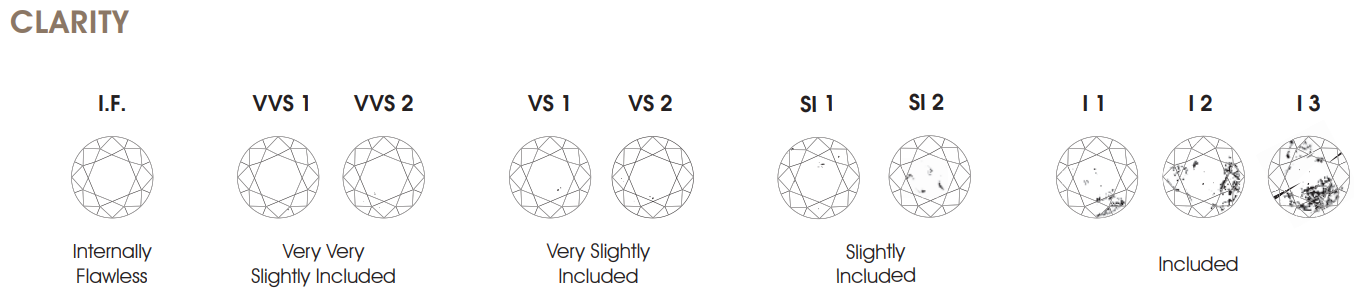 CLARITY
I.F. VVS 1 VVS 2 VS 1 VS 2 SI 1 SI 2 I 1 I 2 I 3
Internally
Flawless
Very Very
Slightly Included
Very Slightly
Included
Slightly
Included
Included